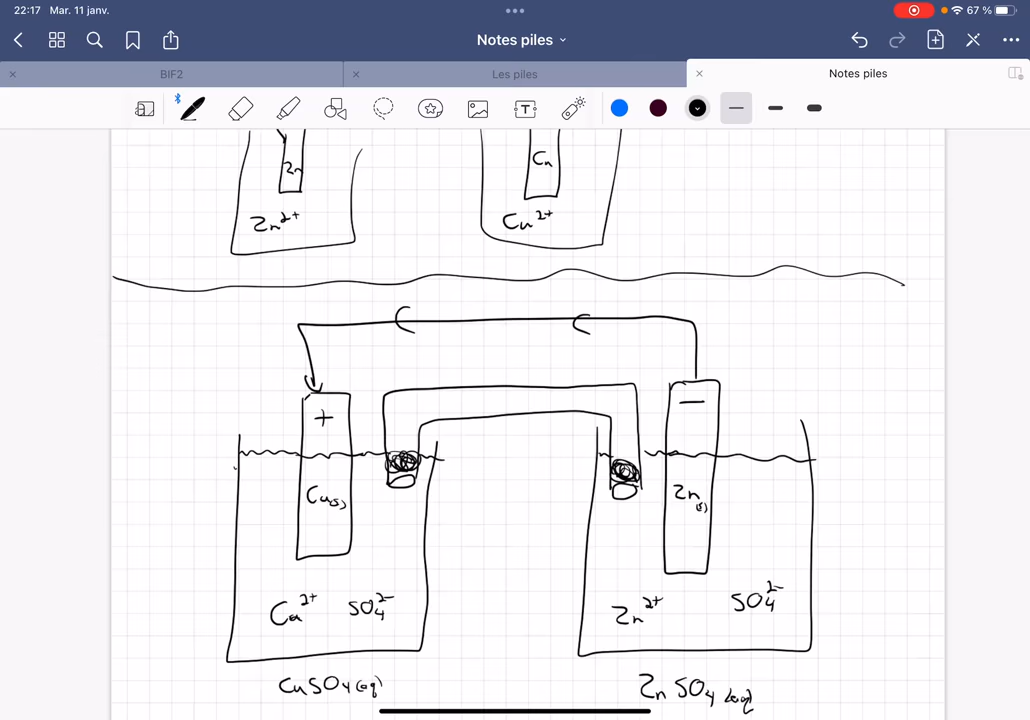 22:17 Mar. 11 janv.
67 %
Notes piles
BIF2
Les piles
Notes piles
T
Zn
Cu
Zn²⁺
Cu²⁺
+
−
Cu(s)
Zn(s)
Cu²⁺ SO₄²⁻
Zn²⁺ SO₄²⁻
CuSO₄(aq)
ZnSO₄(aq)